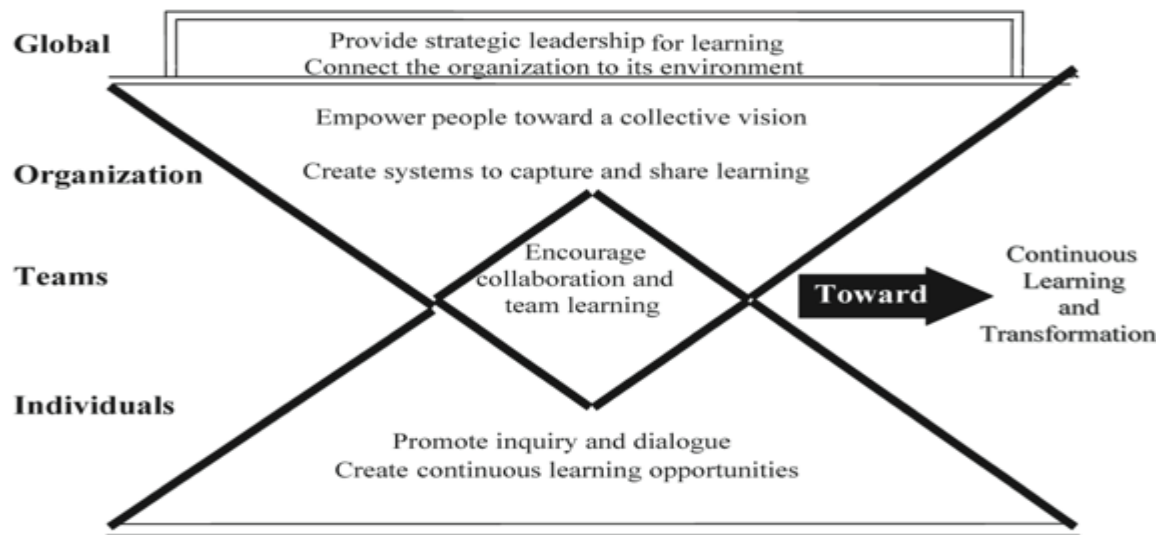 Global
Provide strategic leadership for learning
Connect the organization to its environment
Empower people toward a collective vision
Organization
Create systems to capture and share learning
Teams
Encourage
collaboration and
team learning
Toward
Continuous
Learning
and
Transformation
Individuals
Promote inquiry and dialogue
Create continuous learning opportunities